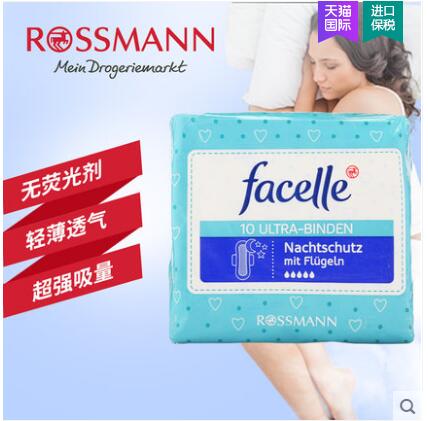 ROSSMANN
Mein Drogeriemarkt
天猫
国际
进口
保税
无荧光剂
轻薄透气
超强吸量
facelle
10 ULTRA-BINDEN
Nachtschutz
mit Flügeln
ROSSMANN